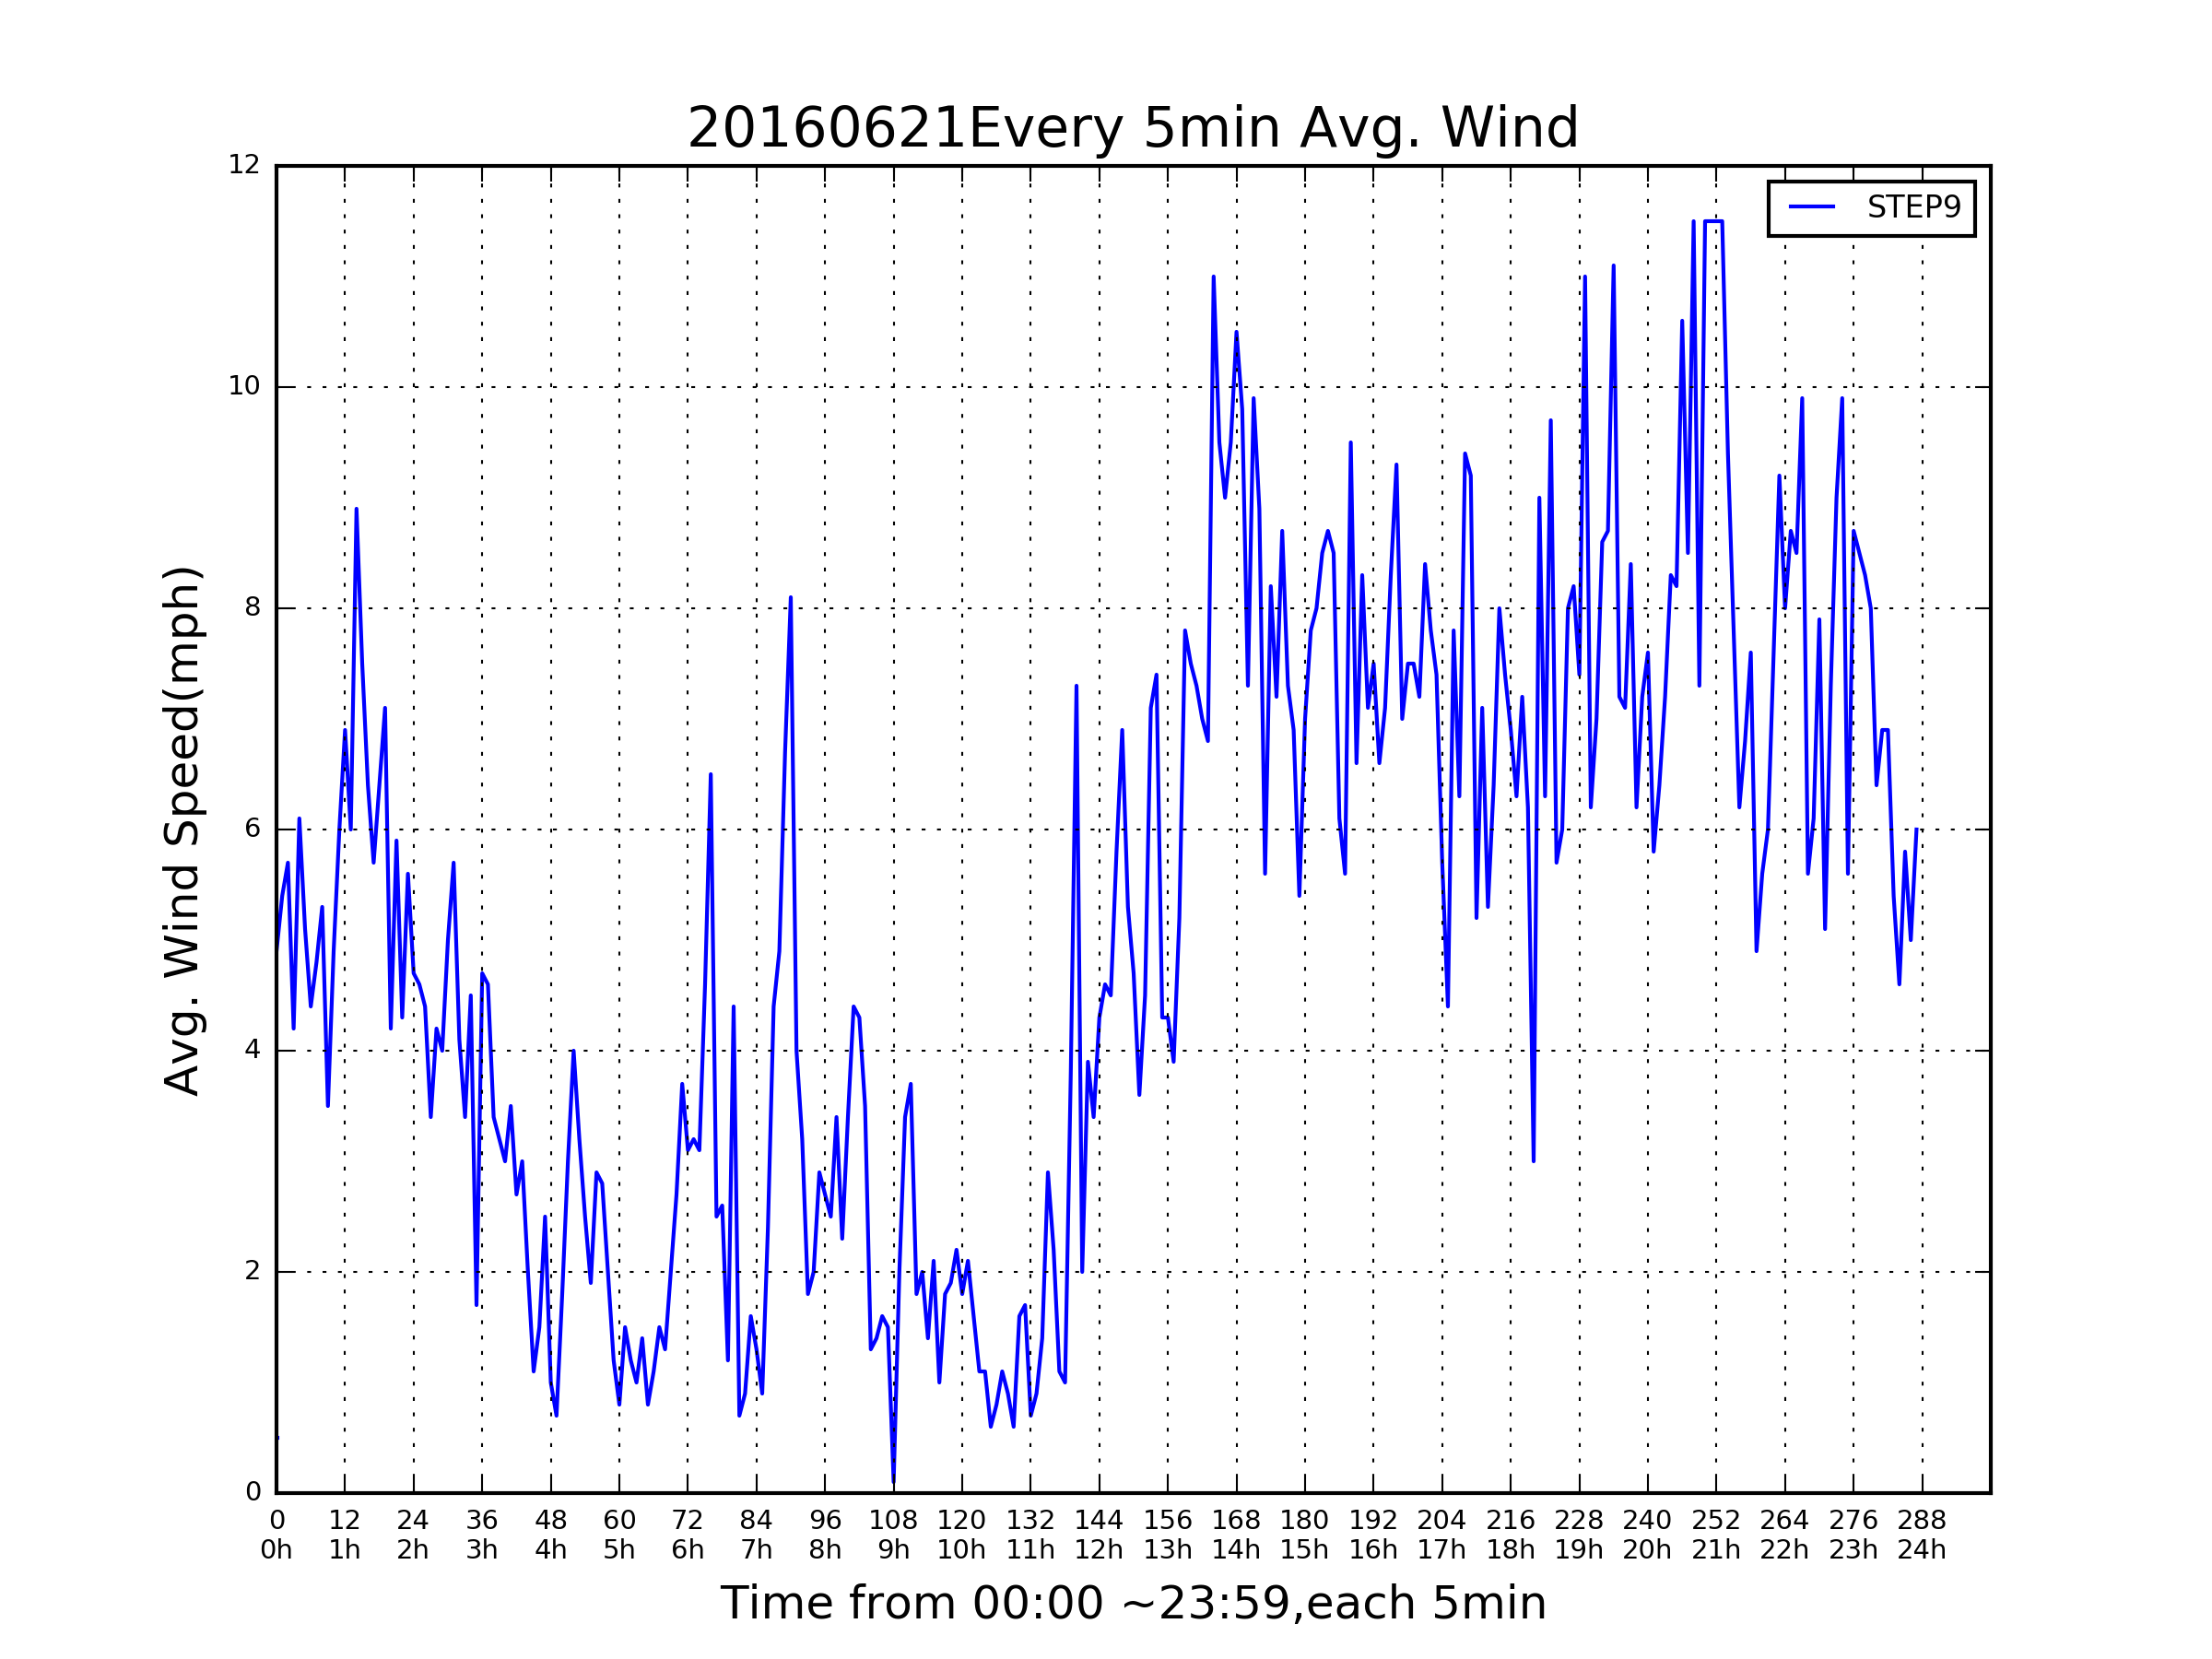 20160621Every 5min Avg. Wind
STEP9
Avg. Wind Speed(mph)
12
10
8
6
4
2
0
0 12 24 36 48 60 72 84 96 108 120 132 144 156 168 180 192 204 216 228 240 252 264 276 288
0h 1h 2h 3h 4h 5h 6h 7h 8h 9h 10h 11h 12h 13h 14h 15h 16h 17h 18h 19h 20h 21h 22h 23h 24h
Time from 00:00 ~23:59,each 5min